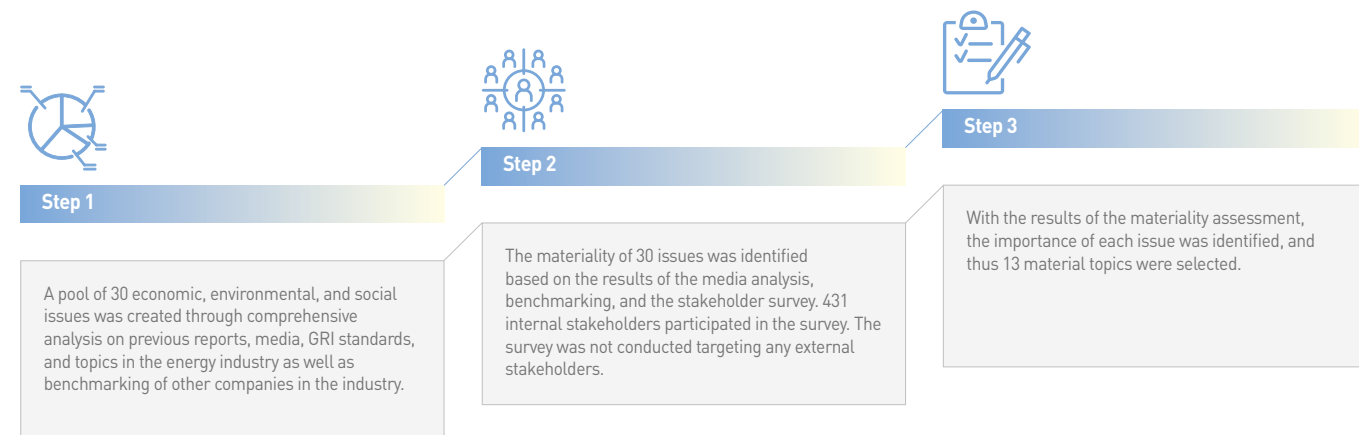 Step 1
A pool of 30 economic, environmental, and social
issues was created through comprehensive
analysis on previous reports, media, GRI standards,
and topics in the energy industry as well as
benchmarking of other companies in the industry.
Step 2
The materiality of 30 issues was identified
based on the results of the media analysis,
benchmarking, and the stakeholder survey. 431
internal stakeholders participated in the survey. The
survey was not conducted targeting any external
stakeholders.
Step 3
With the results of the materiality assessment,
the importance of each issue was identified, and
thus 13 material topics were selected.